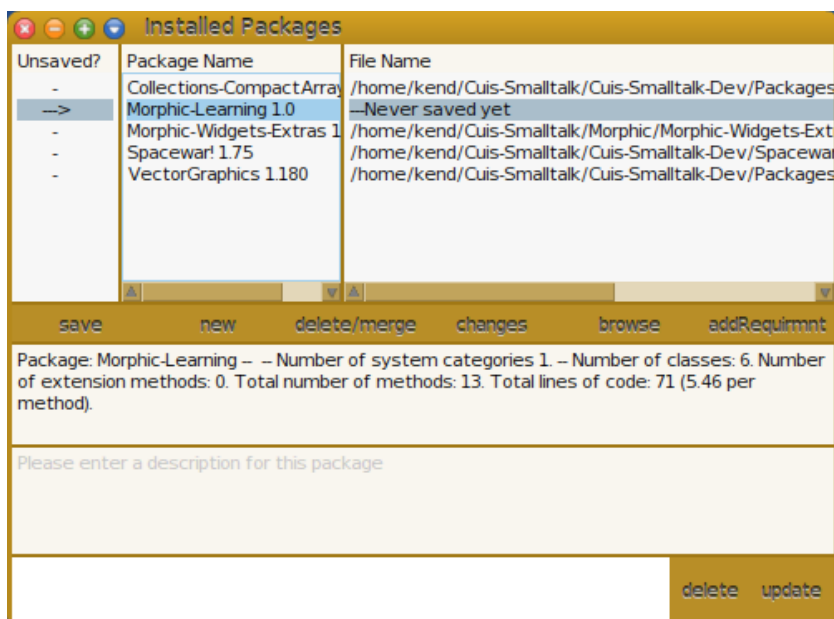 Installed Packages
Unsaved? Package Name File Name
- Collections-CompactArray /home/kend/Cuis-Smalltalk/Cuis-Smalltalk-Dev/Packages
---> Morphic-Learning 1.0 ---Never saved yet
- Morphic-Widgets-Extras 1 /home/kend/Cuis-Smalltalk/Morphic/Morphic-Widgets-Ext
- Spacewar! 1.75 /home/kend/Cuis-Smalltalk/Cuis-Smalltalk-Dev/Spacewar
- VectorGraphics 1.180 /home/kend/Cuis-Smalltalk/Cuis-Smalltalk-Dev/Packages
save new delete/merge changes browse addRequirmnt
Package: Morphic-Learning -- -- Number of system categories 1. -- Number of classes: 6. Number
of extension methods: 0. Total number of methods: 13. Total lines of code: 71 (5.46 per
method).
Please enter a description for this package
delete update